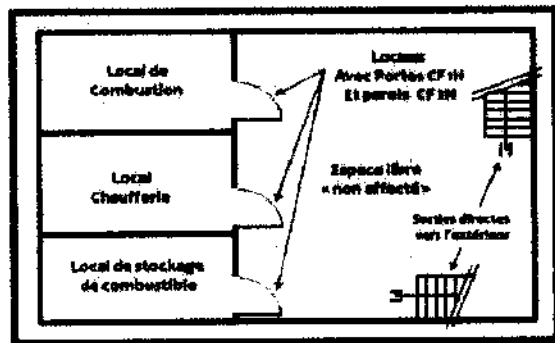 Local de
Combustion
Locaux
Avec Portes CF 1H
Et parois CF 2H
Local
Chaufferie
Espace libre
« non affecté »
Sorties directes
vers l'extérieur
Local de stockage
de combustible